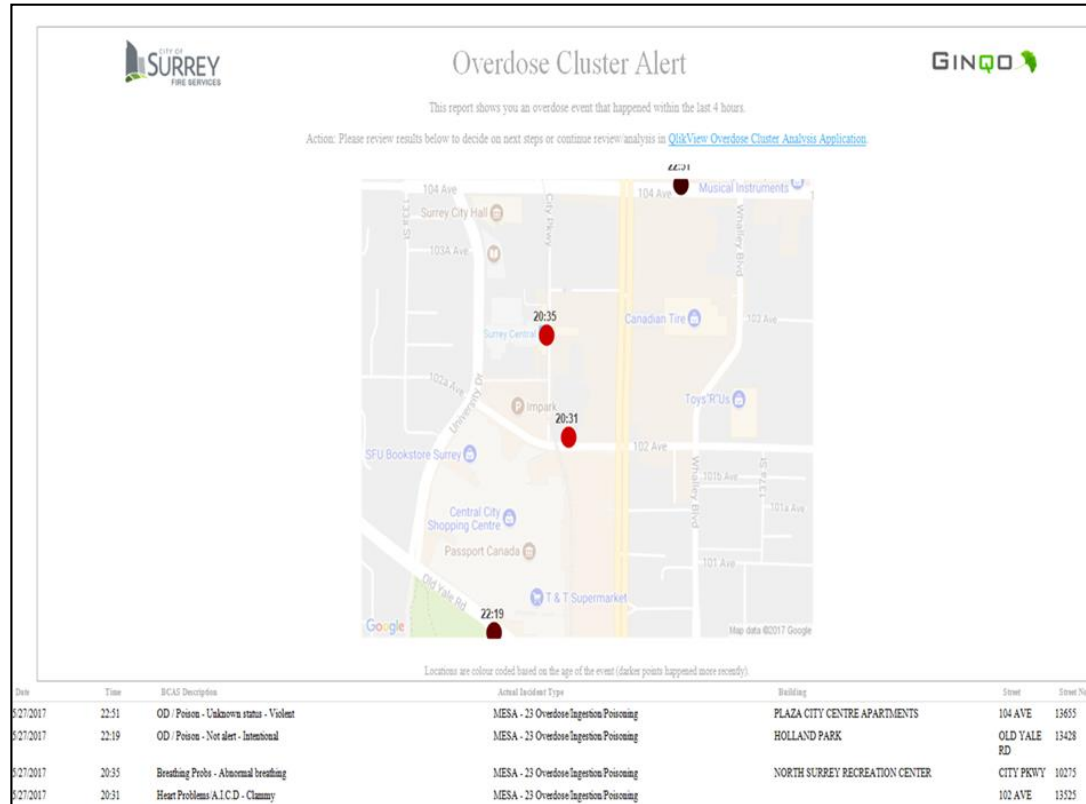 CITY OF
SURREY
FIRE SERVICES
Overdose Cluster Alert
GINQO
This report shows you an overdose event that happened within the last 4 hours.
Action: Please review results below to decide on next steps or continue review/analysis in QlikView Overdose Cluster Analysis Application.
22:51
104 Ave
104 Ave
Musical Instruments
133a St
Surrey City Hall
City Pkwy
Whalley Blvd
103A Ave
20:35
Canadian Tire
103 Ave
Surrey Central
102a Ave
University Dr
Impark
Toys'R'Us
20:31
102 Ave
SFU Bookstore Surrey
Whalley Blvd
101b Ave
137a St
Central City
Shopping Centre
101a Ave
Passport Canada
101 Ave
Old Yale Rd
T & T Supermarket
22:19
Google
Map data ©2017 Google
Locations are colour coded based on the age of the event (darker points happened more recently).
Date Time BCAS Description Actual Incident Type Building Street Street No
5/27/2017 22:51 OD / Poison - Unknown status - Violent MESA - 23 Overdose/Ingestion/Poisoning PLAZA CITY CENTRE APARTMENTS 104 AVE 13655
5/27/2017 22:19 OD / Poison - Not alert - Intentional MESA - 23 Overdose/Ingestion/Poisoning HOLLAND PARK OLD YALE 13428
RD
5/27/2017 20:35 Breathing Probs - Abnormal breathing MESA - 23 Overdose/Ingestion/Poisoning NORTH SURREY RECREATION CENTER CITY PKWY 10275
5/27/2017 20:31 Heart Problems/A.I.C.D - Clammy MESA - 23 Overdose/Ingestion/Poisoning 102 AVE 13525